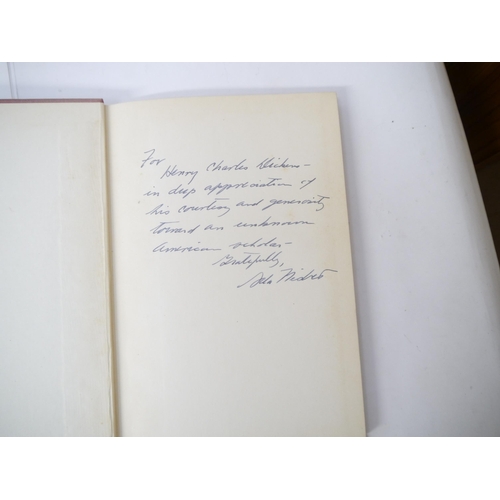 For
Henry Charles Dickens -
in deep appreciation of
his courtesy and generosity
toward an unknown
American scholar -
Gratefully,
Ada Nisbet